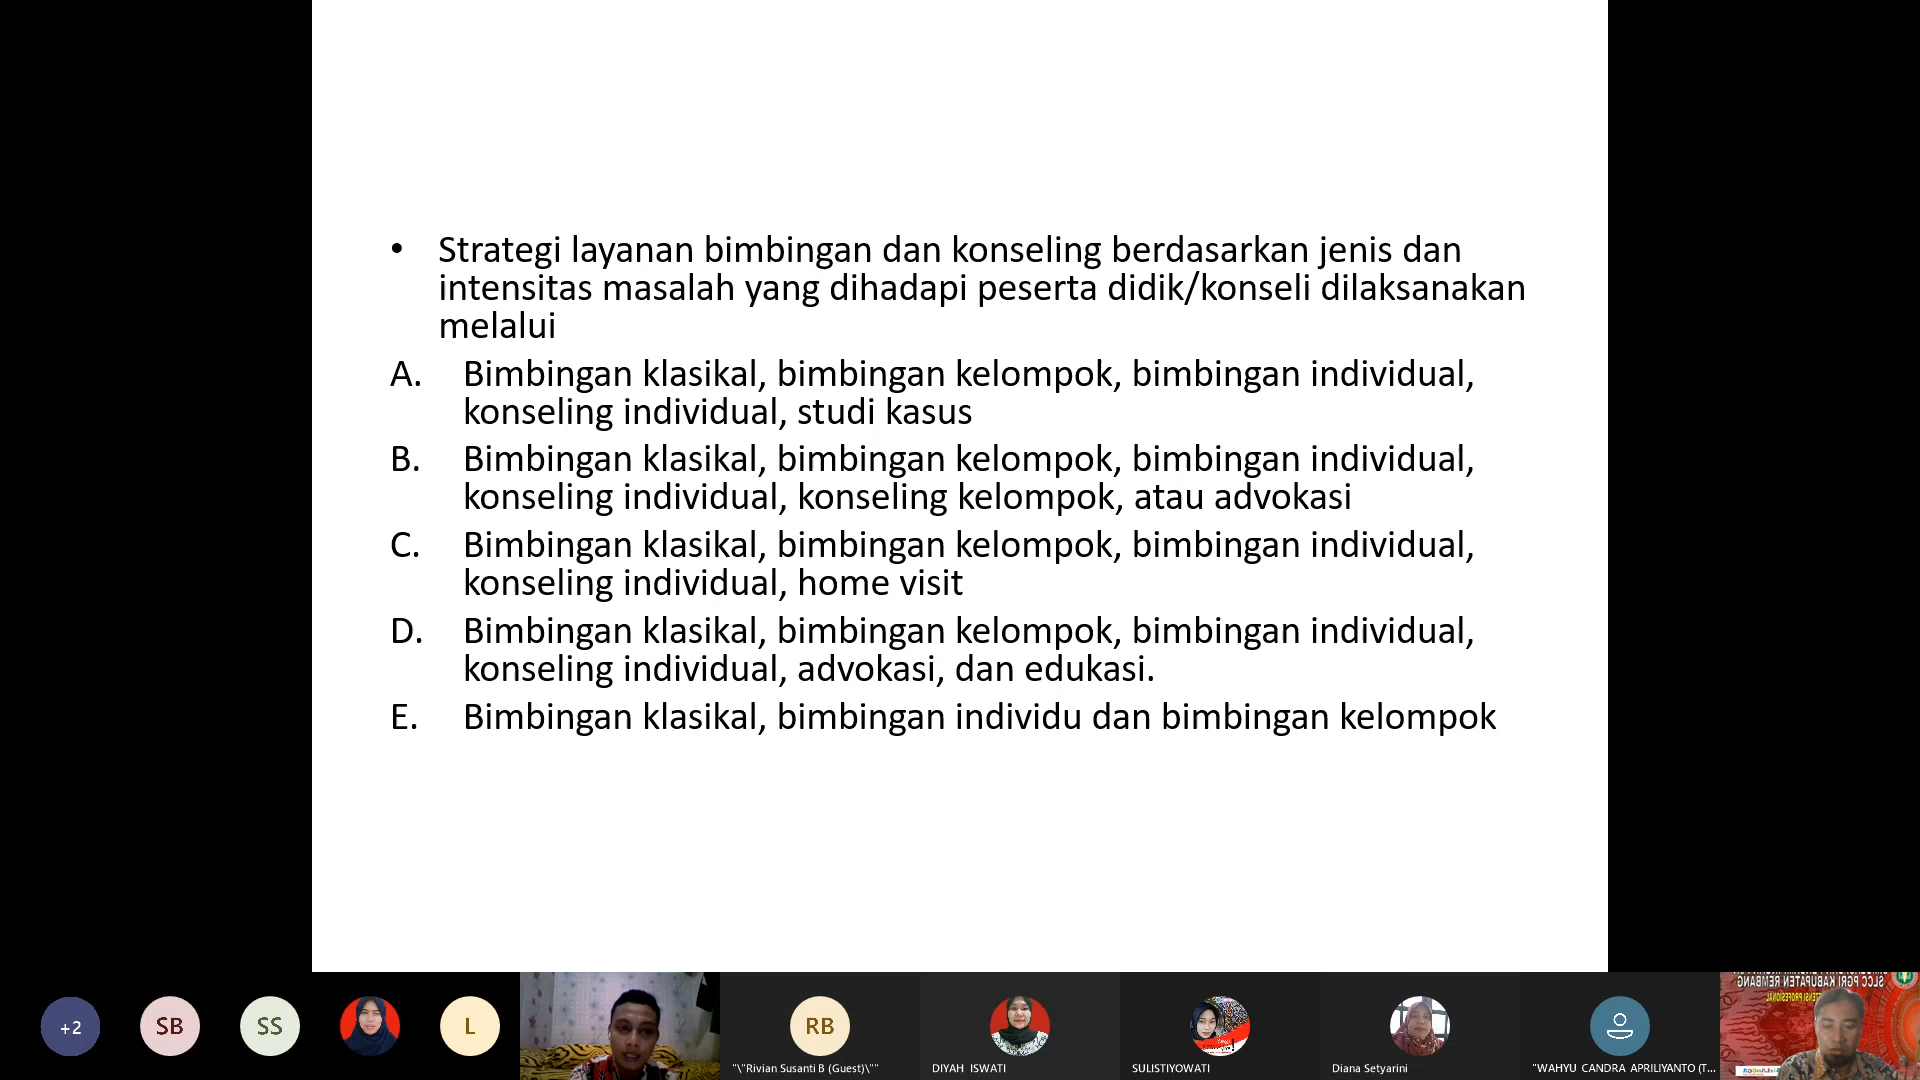 • Strategi layanan bimbingan dan konseling berdasarkan jenis dan
intensitas masalah yang dihadapi peserta didik/konseli dilaksanakan
melalui
A. Bimbingan klasikal, bimbingan kelompok, bimbingan individual,
konseling individual, studi kasus
B. Bimbingan klasikal, bimbingan kelompok, bimbingan individual,
konseling individual, konseling kelompok, atau advokasi
C. Bimbingan klasikal, bimbingan kelompok, bimbingan individual,
konseling individual, home visit
D. Bimbingan klasikal, bimbingan kelompok, bimbingan individual,
konseling individual, advokasi, dan edukasi.
E. Bimbingan klasikal, bimbingan individu dan bimbingan kelompok
+2
SB
SS
L
RB
"\"Rivian Susanti B (Guest)\""
DIYAH ISWATI
SULISTIYOWATI
Diana Setyarini
"WAHYU CANDRA APRILIYANTO (T...
SLCC PGRI KABUPATEN REMBANG